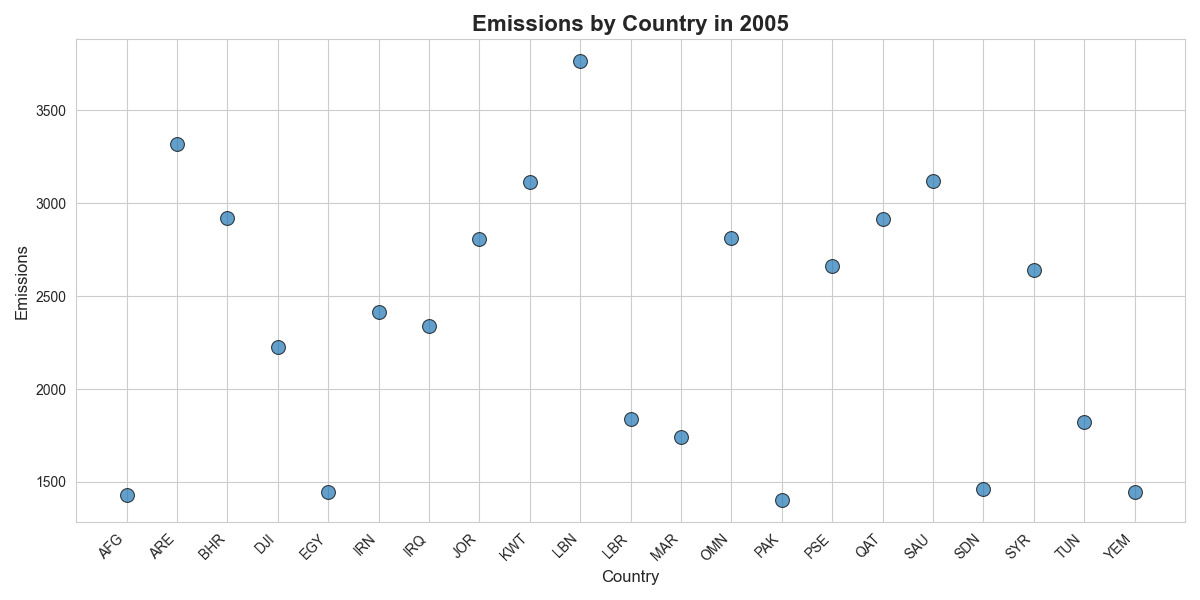 Emissions by Country in 2005
Emissions
3500
3000
2500
2000
1500
AFG
ARE
BHR
DJI
EGY
IRN
IRQ
JOR
KWT
LBN
LBR
MAR
OMN
PAK
PSE
QAT
SAU
SDN
SYR
TUN
YEM
Country